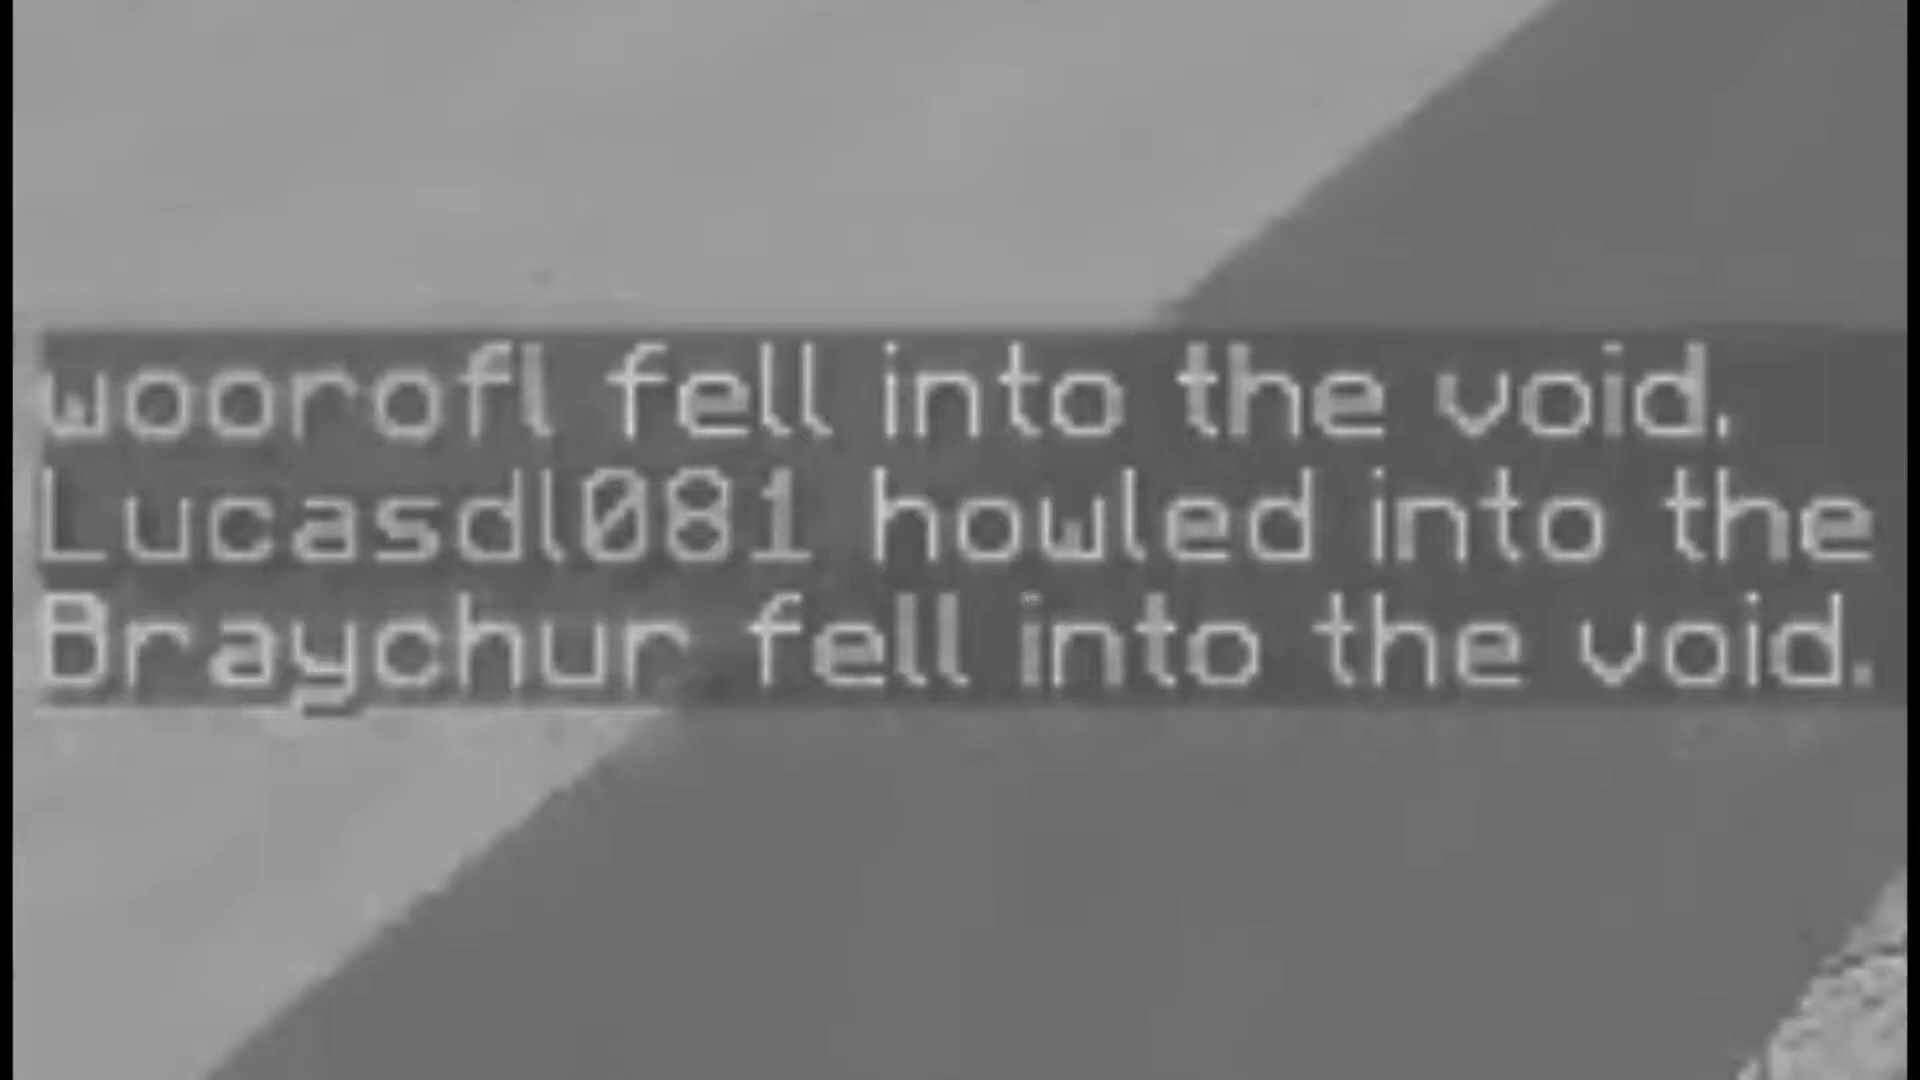 woorofl fell into the void.
Lucasdl081 howled into the
Braychur fell into the void.